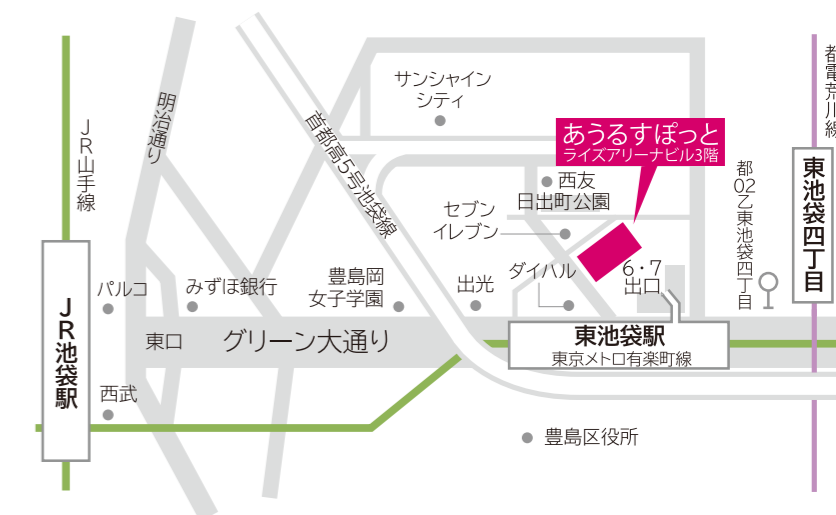 サンシャイン
シティ
明治通り
首都高5号池袋線
JR山手線
都電荒川線
あうるすぽっと
ライズアリーナビル3階
西友
日出町公園
セブン
イレブン
都02乙東池袋四丁目
東池袋四丁目
パルコ
みずほ銀行
豊島岡
女子学園
出光
ダイハル
6・7
出口
JR池袋駅
東口
グリーン大通り
東池袋駅
東京メトロ有楽町線
西武
豊島区役所